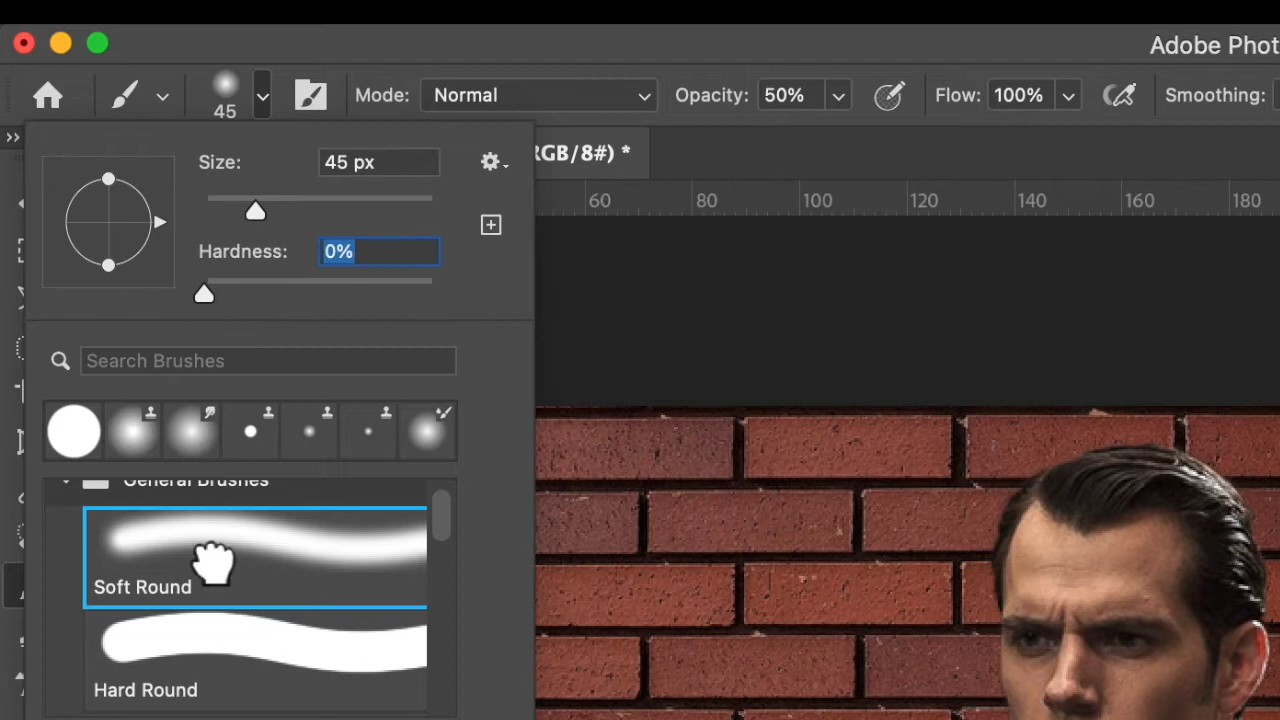 Adobe Phot
45
Mode: Normal Opacity: 50% Flow: 100% Smoothing:
RGB/8#) *
Size: 45 px
60 80 100 120 140 160 180
Hardness: 0%
Search Brushes
General Brushes
Soft Round
Hard Round